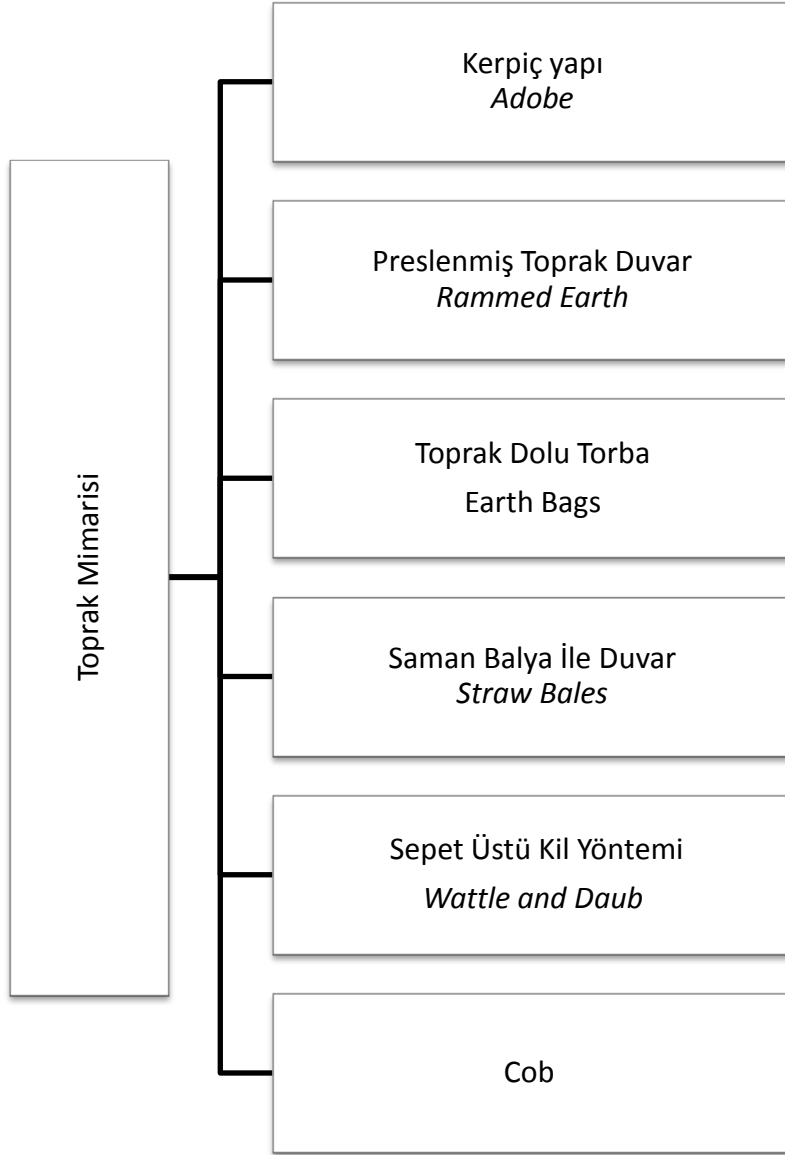 Toprak Mimarisi
Kerpiç yapı
Adobe
Preslenmiş Toprak Duvar
Rammed Earth
Toprak Dolu Torba
Earth Bags
Saman Balya İle Duvar
Straw Bales
Sepet Üstü Kil Yöntemi
Wattle and Daub
Cob